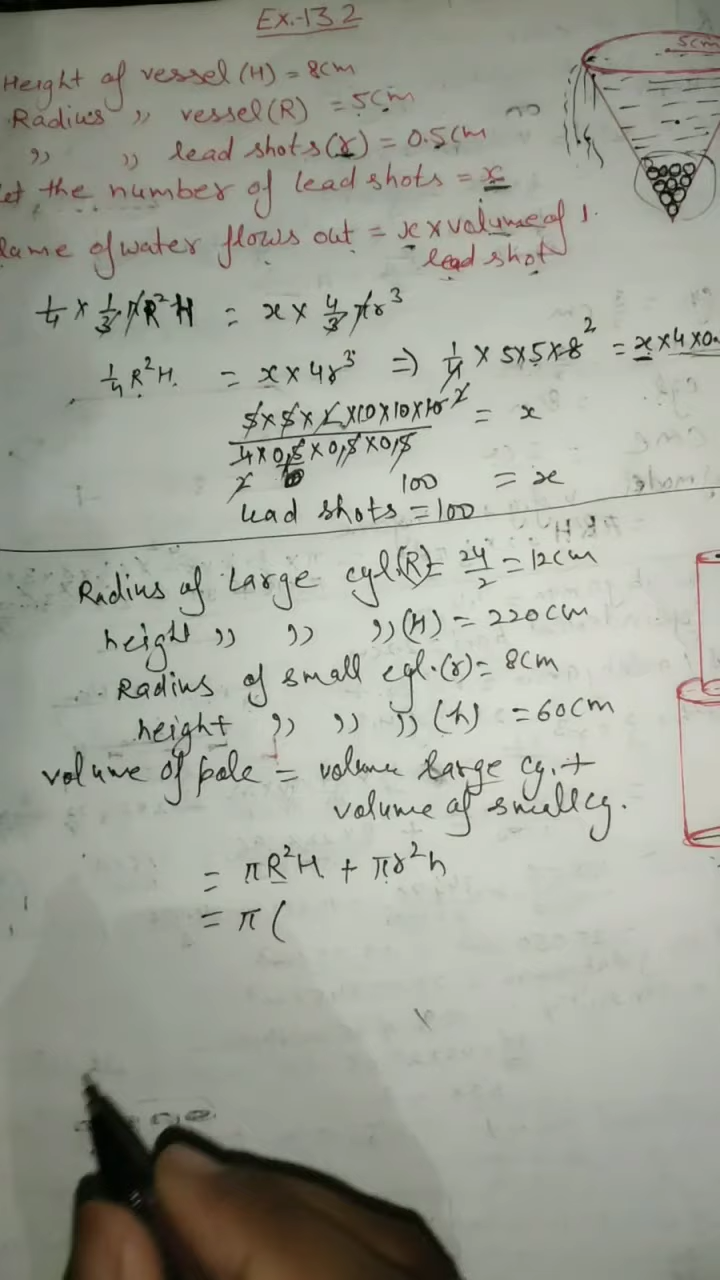 Ex.-13.2
5cm
Height of vessel (H) = 8cm
Radius ,, vessel (R) = 5cm
,, ,, lead shots (r) = 0.5cm
et the number of lead shots = x
lume of water flows out = x × volume of 1
lead shot
1/4 × 1/3 πR²H = x × 4/3 πr³
1/4 R²H = x × 4r³ ⇒ 1/4 × 5×5×8 2 = x×4×0.
5×5×2×10×10×10 2 / 4×0.5×0.5×0.5 = x
2
100 = x
lead shots = 100
Radius of large cyl.(R) = 24/2 = 12cm
height ,, ,, ,, (H) = 220cm
Radius of small cyl.(r) = 8cm
height ,, ,, ,, (h) = 60cm
volume of pole = volume large cy. +
volume of small cy.
= πR²H + πr²h
= π (